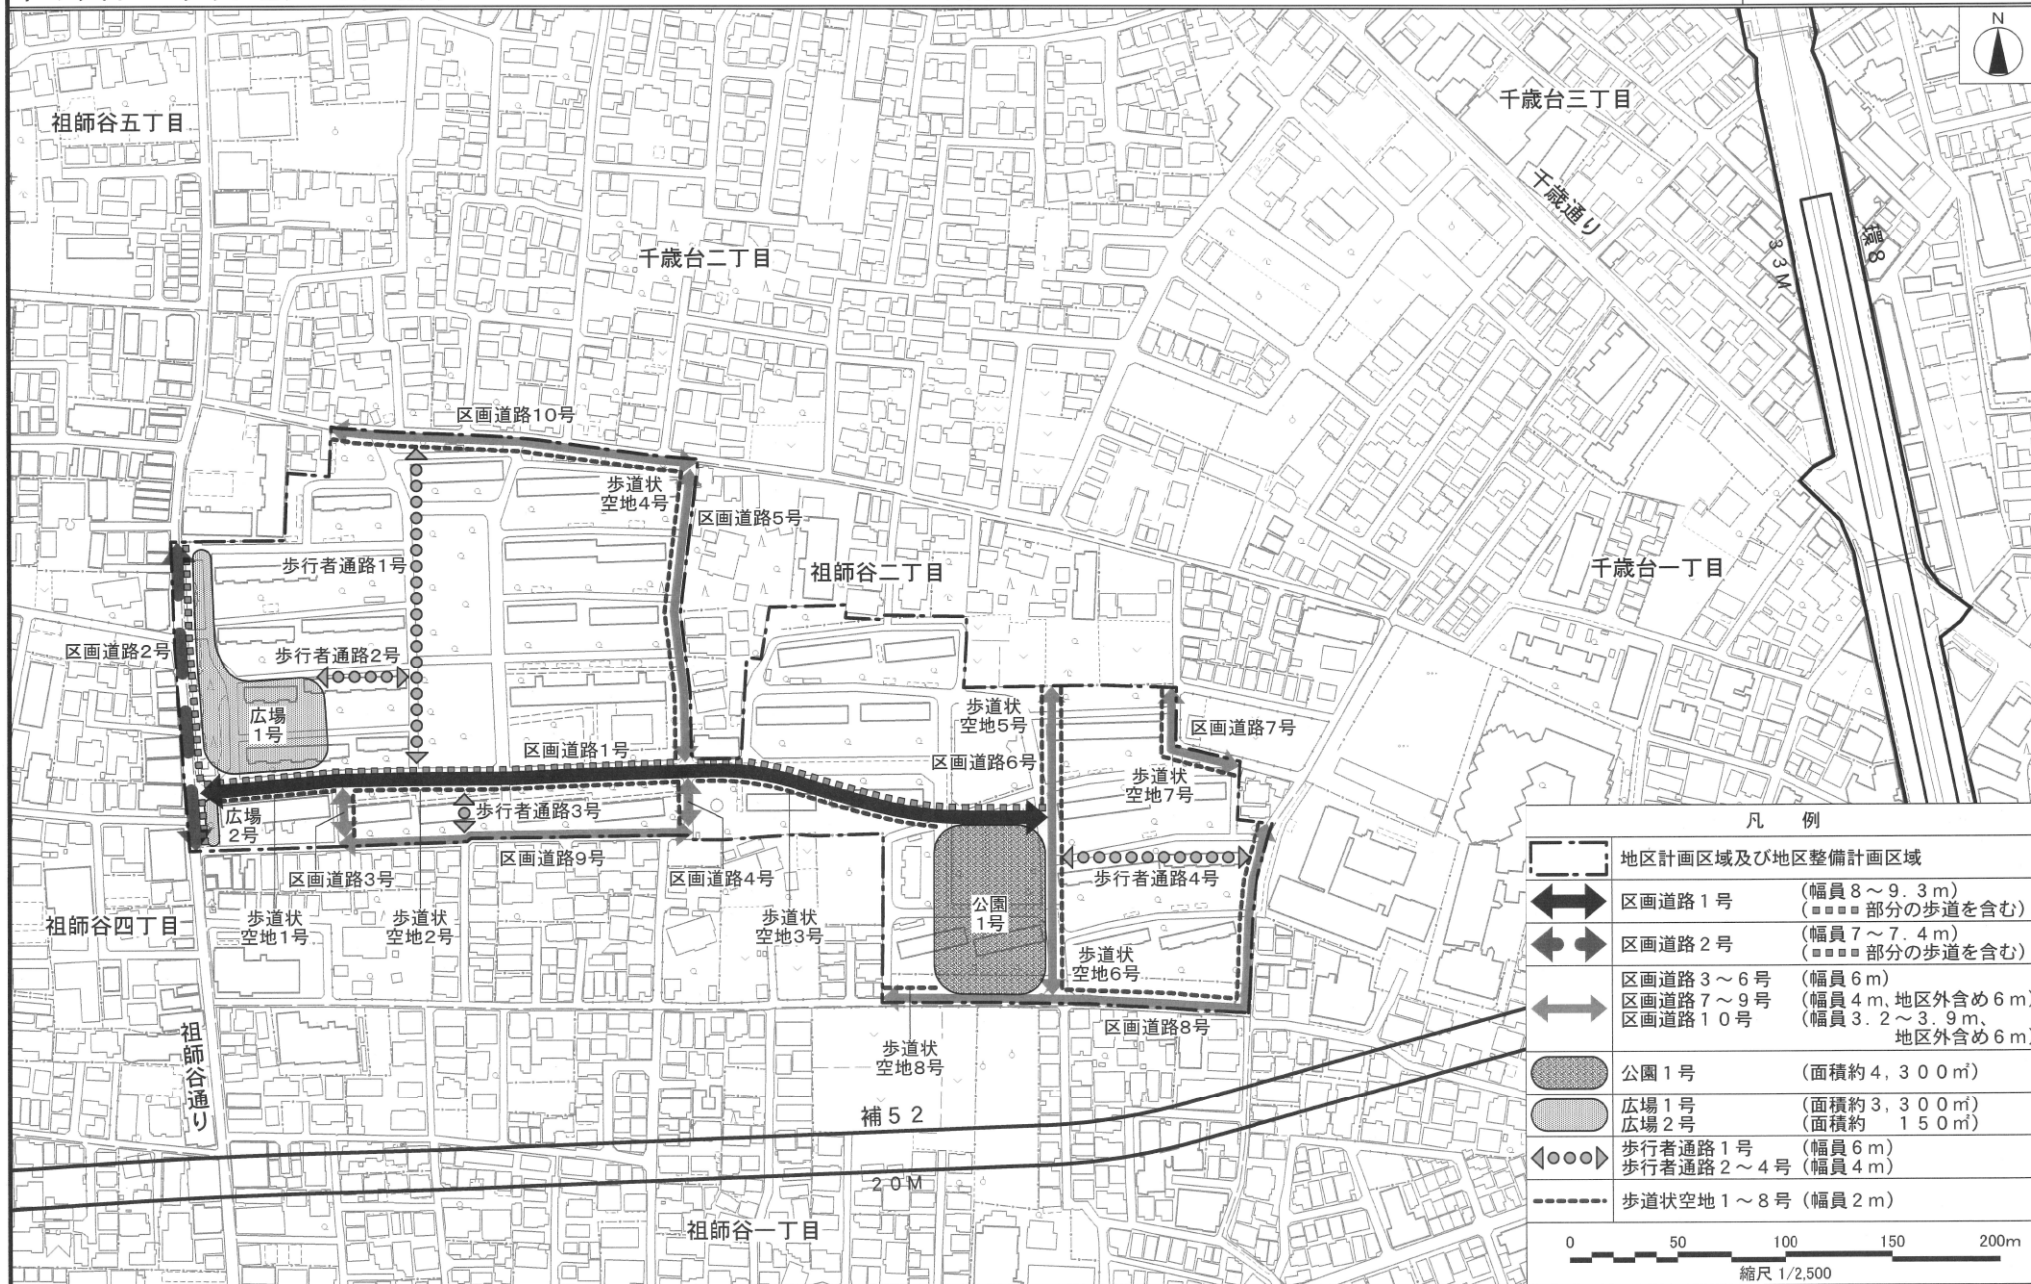 N
祖師谷五丁目
千歳台三丁目
千歳通り
環8
33M
千歳台二丁目
区画道路10号
歩道状
空地4号
区画道路5号
歩行者通路1号
祖師谷二丁目
千歳台一丁目
区画道路2号
歩行者通路2号
広場
1号
区画道路1号
歩道状
空地5号
区画道路6号
区画道路7号
歩道状
空地7号
広場
2号
歩行者通路3号
区画道路9号
区画道路3号
区画道路4号
歩行者通路4号
祖師谷四丁目
歩道状
空地1号
歩道状
空地2号
歩道状
空地3号
公園
1号
歩道状
空地6号
区画道路8号
歩道状
空地8号
祖師谷通り
補52
20M
祖師谷一丁目
凡 例
地区計画区域及び地区整備計画区域
区画道路1号 (幅員8~9.3m)
( 部分の歩道を含む)
区画道路2号 (幅員7~7.4m)
( 部分の歩道を含む)
区画道路3~6号 (幅員6m)
区画道路7~9号 (幅員4m、地区外含め6m)
区画道路10号 (幅員3.2~3.9m、
地区外含め6m)
公園1号 (面積約4,300㎡)
広場1号 (面積約3,300㎡)
広場2号 (面積約 150㎡)
歩行者通路1号 (幅員6m)
歩行者通路2~4号 (幅員4m)
歩道状空地1~8号 (幅員2m)
0 50 100 150 200m
縮尺 1/2,500